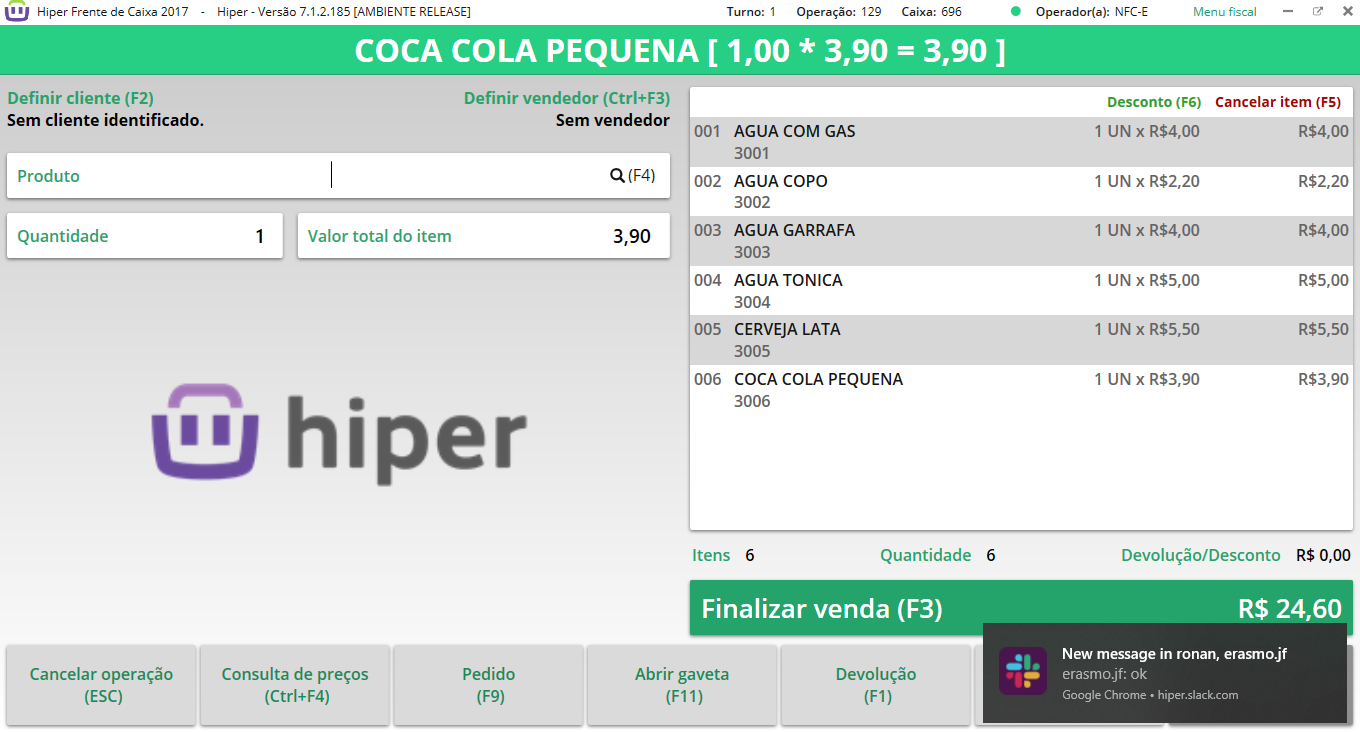 Hiper Frente de Caixa 2017 - Hiper - Versão 7.1.2.185 [AMBIENTE RELEASE] Turno: 1 Operação: 129 Caixa: 696 Operador(a): NFC-E Menu fiscal
COCA COLA PEQUENA [ 1,00 * 3,90 = 3,90 ]
Definir cliente (F2) Definir vendedor (Ctrl+F3)
Sem cliente identificado. Sem vendedor
Produto (F4)
Quantidade 1 Valor total do item 3,90
hiper
Desconto (F6) Cancelar item (F5)
001 AGUA COM GAS 1 UN x R$4,00 R$4,00
3001
002 AGUA COPO 1 UN x R$2,20 R$2,20
3002
003 AGUA GARRAFA 1 UN x R$4,00 R$4,00
3003
004 AGUA TONICA 1 UN x R$5,00 R$5,00
3004
005 CERVEJA LATA 1 UN x R$5,50 R$5,50
3005
006 COCA COLA PEQUENA 1 UN x R$3,90 R$3,90
3006
Itens 6 Quantidade 6 Devolução/Desconto R$ 0,00
Finalizar venda (F3) R$ 24,60
Cancelar operação
(ESC)
Consulta de preços
(Ctrl+F4)
Pedido
(F9)
Abrir gaveta
(F11)
Devolução
(F1)
New message in ronan, erasmo.jf
erasmo.jf: ok
Google Chrome • hiper.slack.com